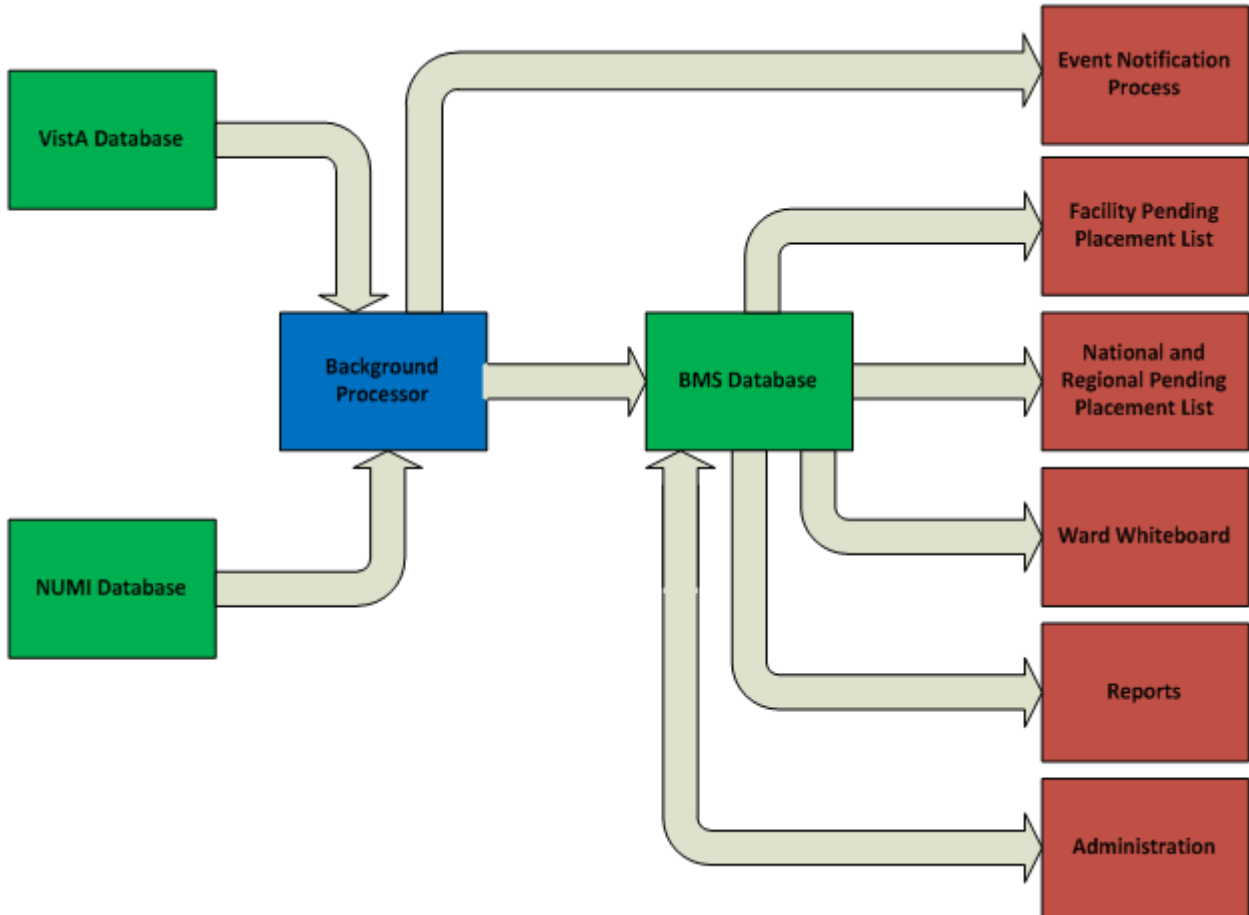 Event Notification
Process
VistA Database
Facility Pending
Placement List
Background
Processor
BMS Database
National and
Regional Pending
Placement List
Ward Whiteboard
NUMI Database
Reports
Administration